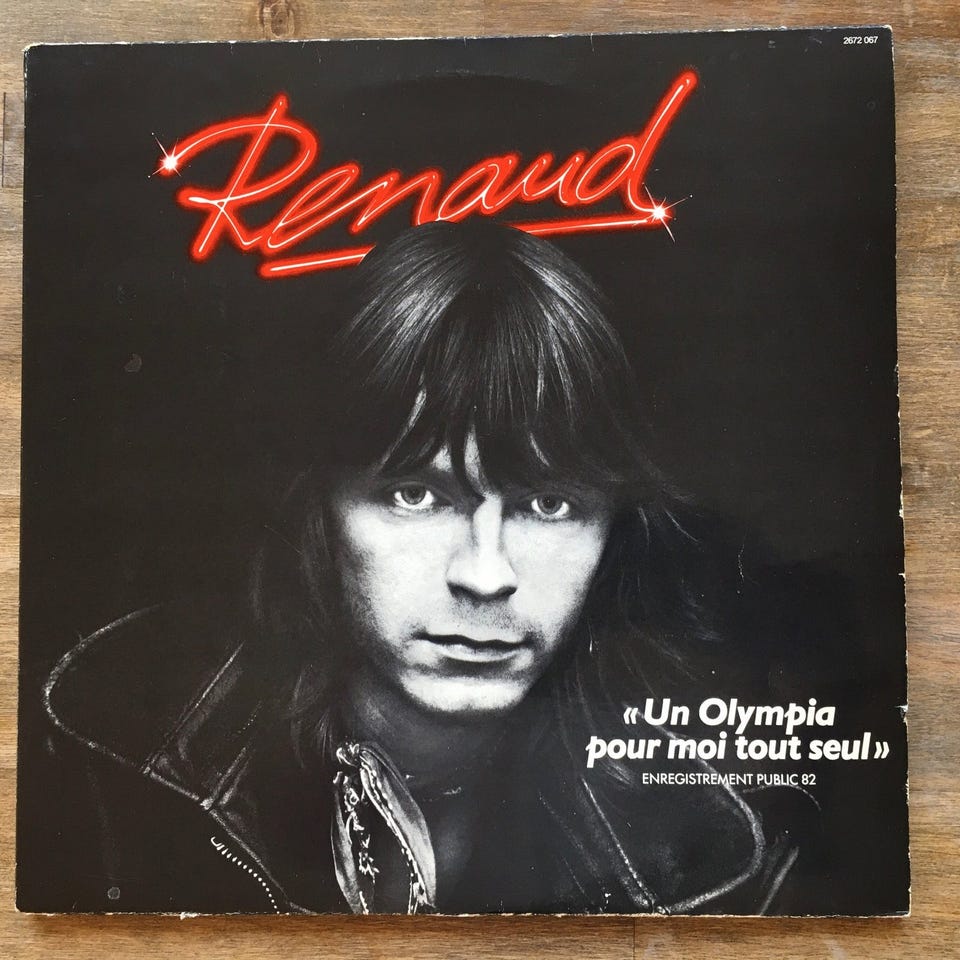 2672 067
Renaud
«Un Olympia
pour moi tout seul»
ENREGISTREMENT PUBLIC 82